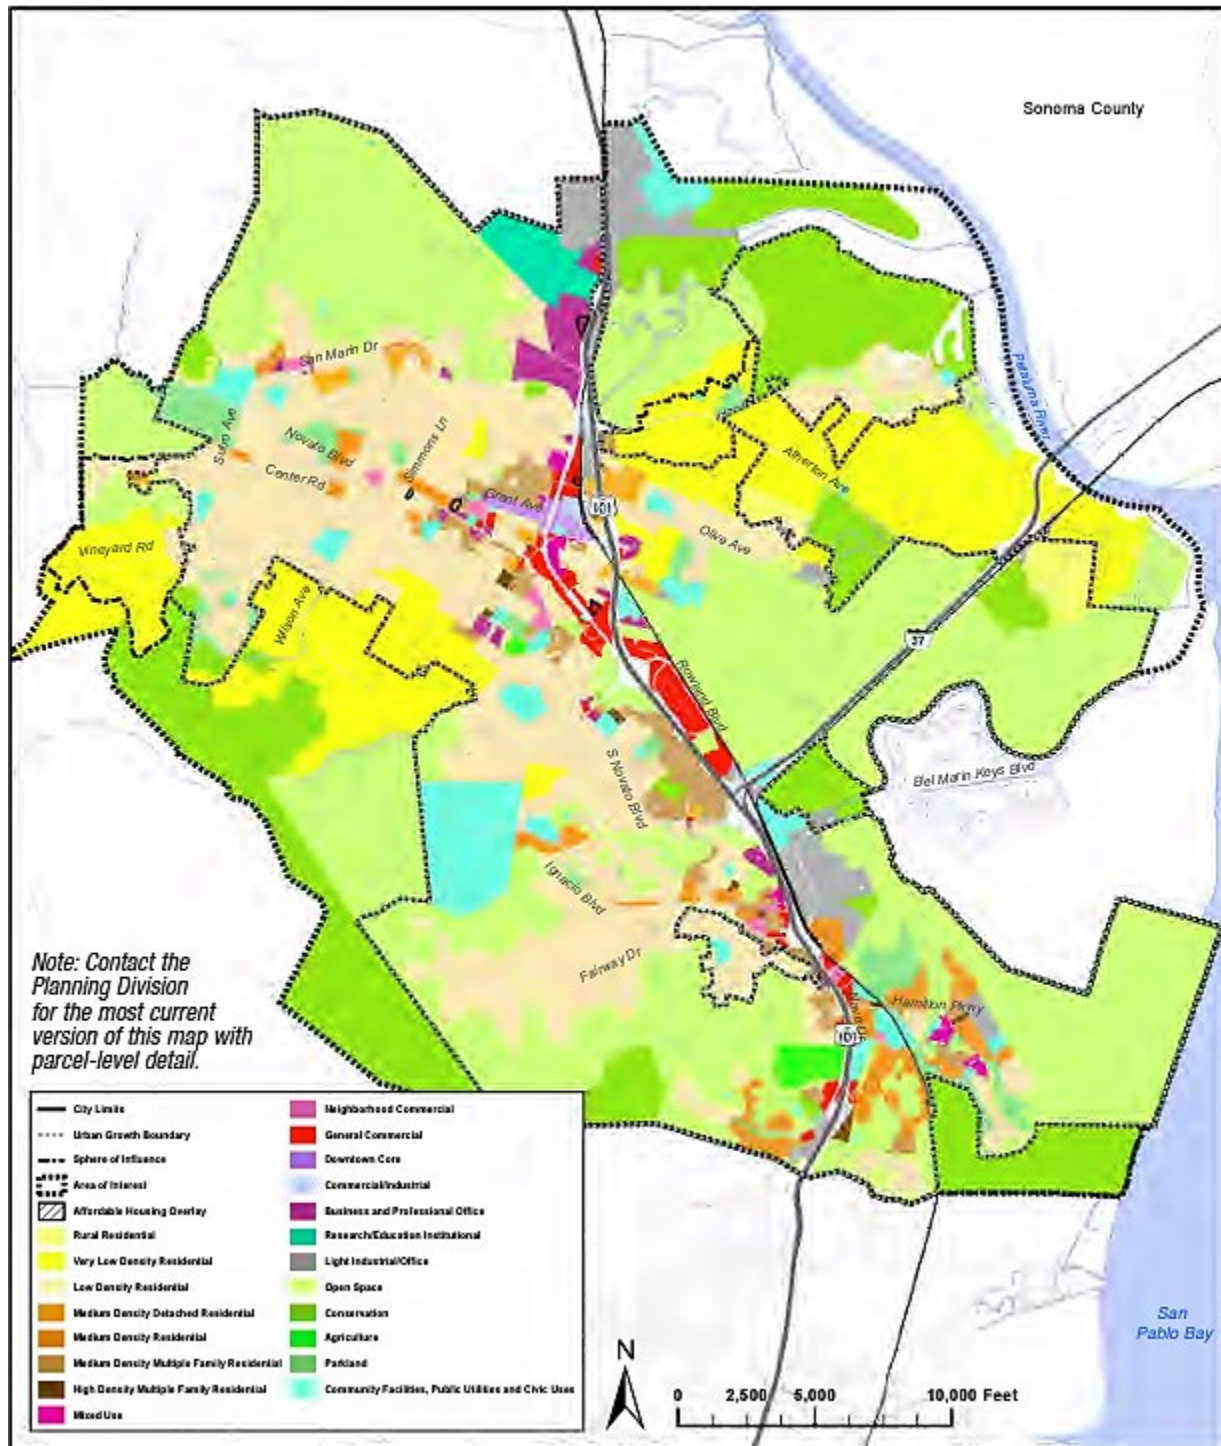 Sonoma County
San Marin Dr
Petaluma River
Sutro Ave
Novato Blvd
Simmons Ln
Center Rd
Atherton Ave
Grant Ave
101
Olive Ave
Vineyard Rd
Wilson Ave
37
Rowland Blvd
S Novato Blvd
Bel Marin Keys Blvd
Ignacio Blvd
Fairway Dr
Hamilton Pkwy
101
Note: Contact the
Planning Division
for the most current
version of this map with
parcel-level detail.
City Limits
Urban Growth Boundary
Sphere of Influence
Area of Interest
Affordable Housing Overlay
Rural Residential
Very Low Density Residential
Low Density Residential
Medium Density Detached Residential
Medium Density Residential
Medium Density Multiple Family Residential
High Density Multiple Family Residential
Mixed Use
Neighborhood Commercial
General Commercial
Downtown Core
Commercial/Industrial
Business and Professional Office
Research/Education Institutional
Light Industrial/Office
Open Space
Conservation
Agriculture
Parkland
Community Facilities, Public Utilities and Civic Uses
N
0 2,500 5,000 10,000 Feet
San
Pablo Bay